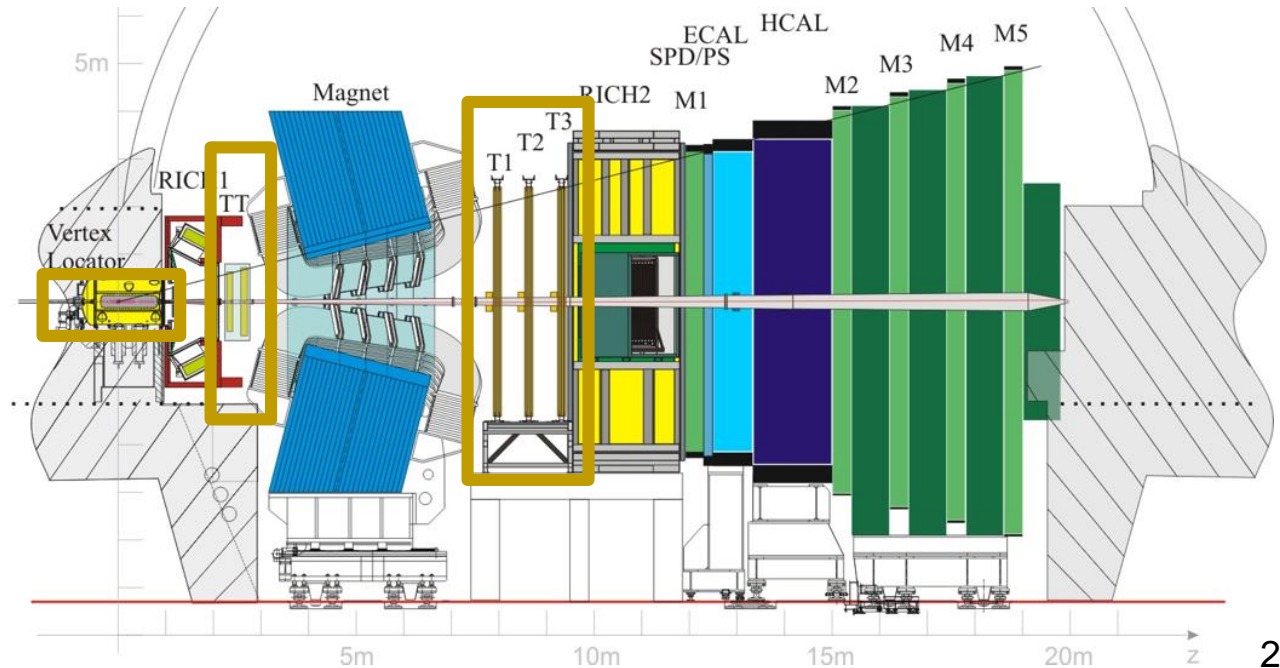 5m
HCAL
ECAL
SPD/PS
M5
M4
M3
M2
M1
RICH2
Magnet
T3
T2
T1
RICH1
TT
Vertex
Locator
5m
10m
15m
20m
z
2